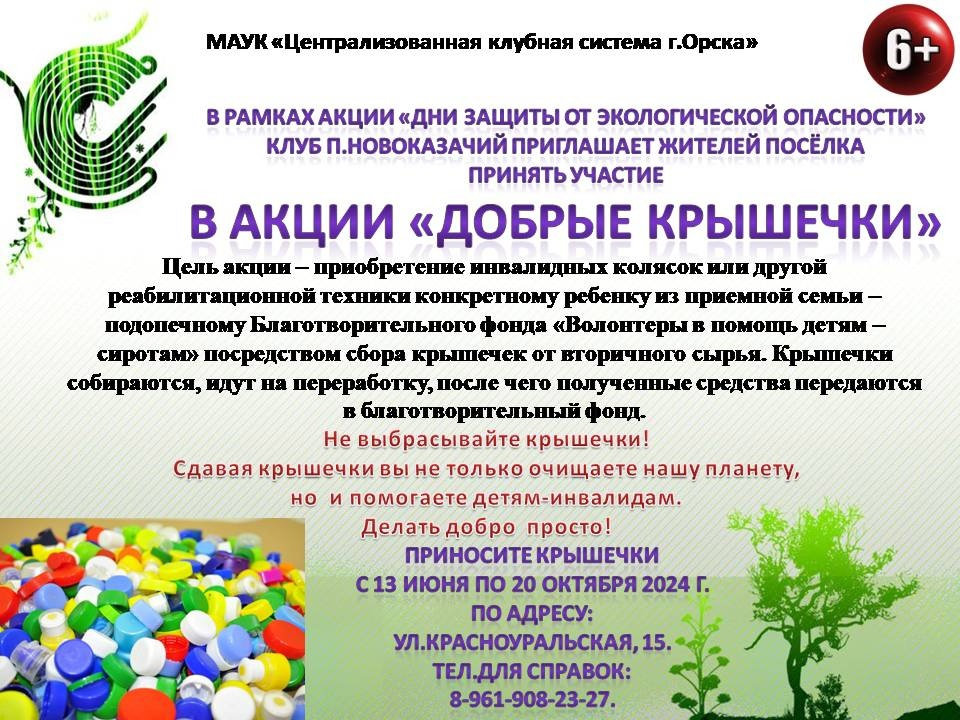 МАУК «Централизованная клубная система г.Орска»
6+
В РАМКАХ АКЦИИ «ДНИ ЗАЩИТЫ ОТ ЭКОЛОГИЧЕСКОЙ ОПАСНОСТИ»
КЛУБ П.НОВОКАЗАЧИЙ ПРИГЛАШАЕТ ЖИТЕЛЕЙ ПОСЁЛКА
ПРИНЯТЬ УЧАСТИЕ
В АКЦИИ «ДОБРЫЕ КРЫШЕЧКИ»
Цель акции – приобретение инвалидных колясок или другой
реабилитационной техники конкретному ребенку из приемной семьи –
подопечному Благотворительного фонда «Волонтеры в помощь детям –
сиротам» посредством сбора крышечек от вторичного сырья. Крышечки
собираются, идут на переработку, после чего полученные средства передаются
в благотворительный фонд.
Не выбрасывайте крышечки!
Сдавая крышечки вы не только очищаете нашу планету,
но и помогаете детям-инвалидам.
Делать добро просто!
ПРИНОСИТЕ КРЫШЕЧКИ
С 13 ИЮНЯ ПО 20 ОКТЯБРЯ 2024 Г.
ПО АДРЕСУ:
УЛ.КРАСНОУРАЛЬСКАЯ, 15.
ТЕЛ.ДЛЯ СПРАВОК:
8-961-908-23-27.